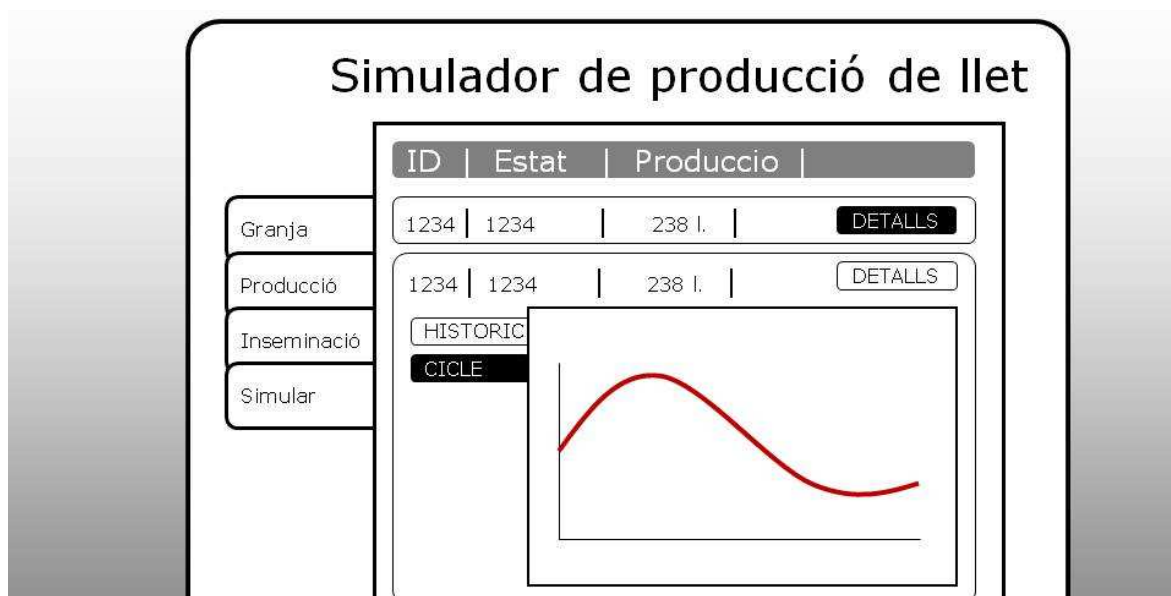 Simulador de producció de llet
ID | Estat | Produccio |
Granja
1234 | 1234 | 238 l. | DETALLS
Producció
1234 | 1234 | 238 l. | DETALLS
Inseminació
HISTORIC
CICLE
Simular